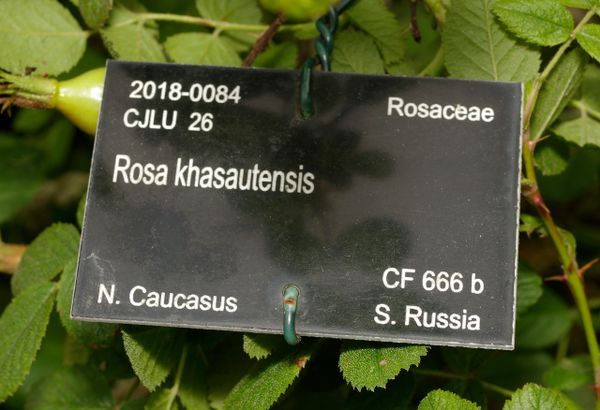 2018-0084
CJLU 26
Rosaceae
Rosa khasautensis
N. Caucasus
CF 666 b
S. Russia